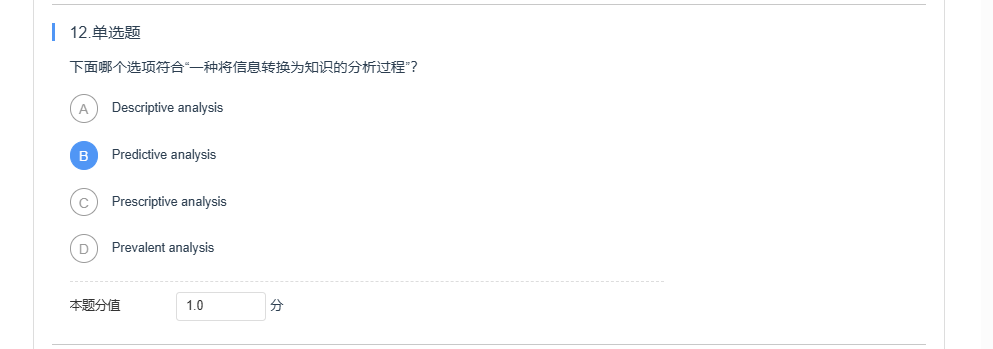 12.单选题
下面哪个选项符合“一种将信息转换为知识的分析过程”？
A Descriptive analysis
B Predictive analysis
C Prescriptive analysis
D Prevalent analysis
本题分值 1.0 分